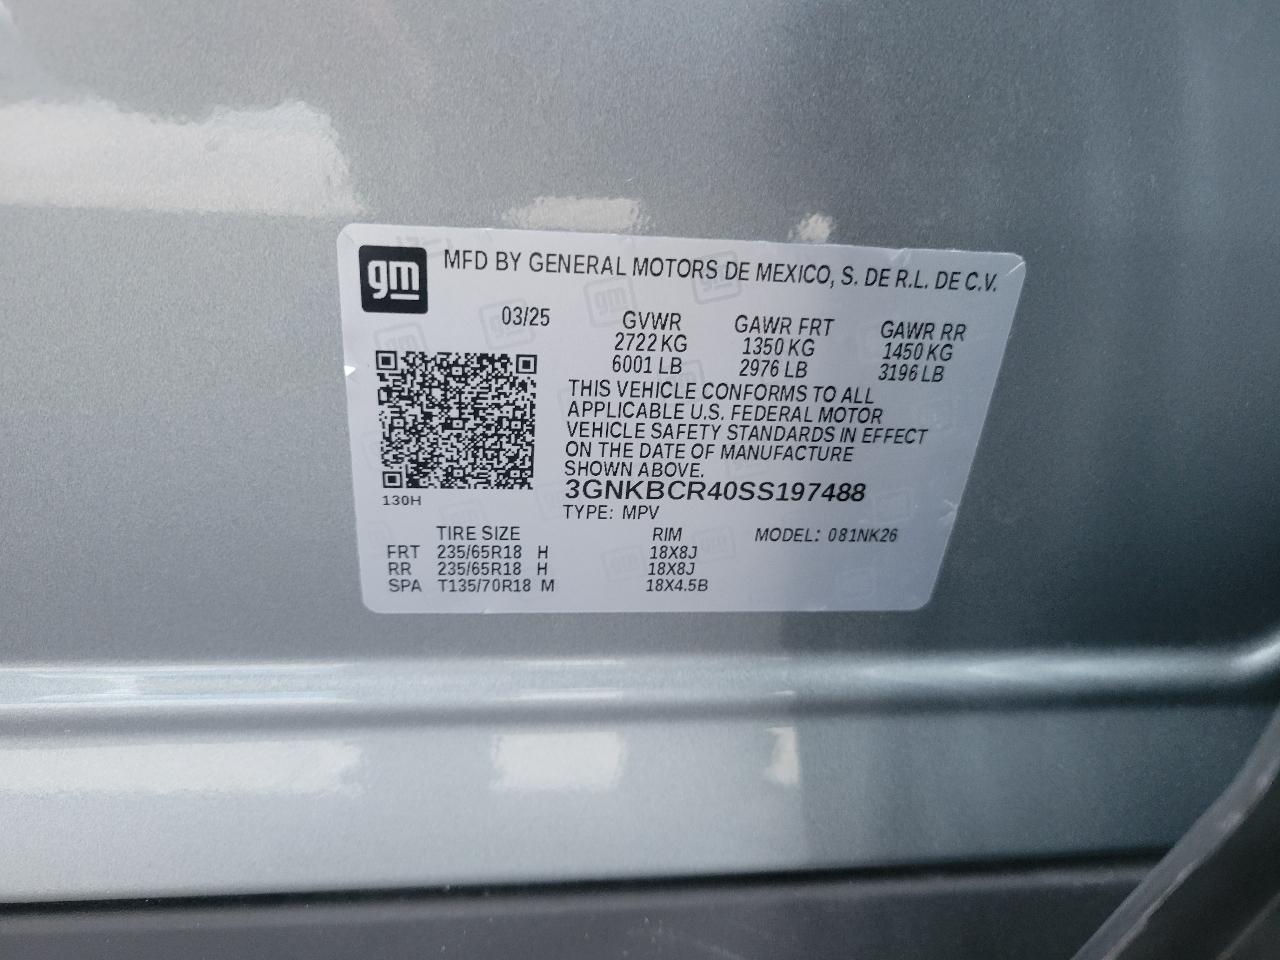 gm
MFD BY GENERAL MOTORS DE MEXICO, S. DE R.L. DE C.V.
03/25 GVWR GAWR FRT GAWR RR
2722 KG 1350 KG 1450 KG
6001 LB 2976 LB 3196 LB
THIS VEHICLE CONFORMS TO ALL
APPLICABLE U.S. FEDERAL MOTOR
VEHICLE SAFETY STANDARDS IN EFFECT
ON THE DATE OF MANUFACTURE
SHOWN ABOVE.
3GNKBCR40SS197488
130H
TYPE: MPV
TIRE SIZE RIM MODEL: 081NK26
FRT 235/65R18 H 18X8J
RR 235/65R18 H 18X8J
SPA T135/70R18 M 18X4.5B